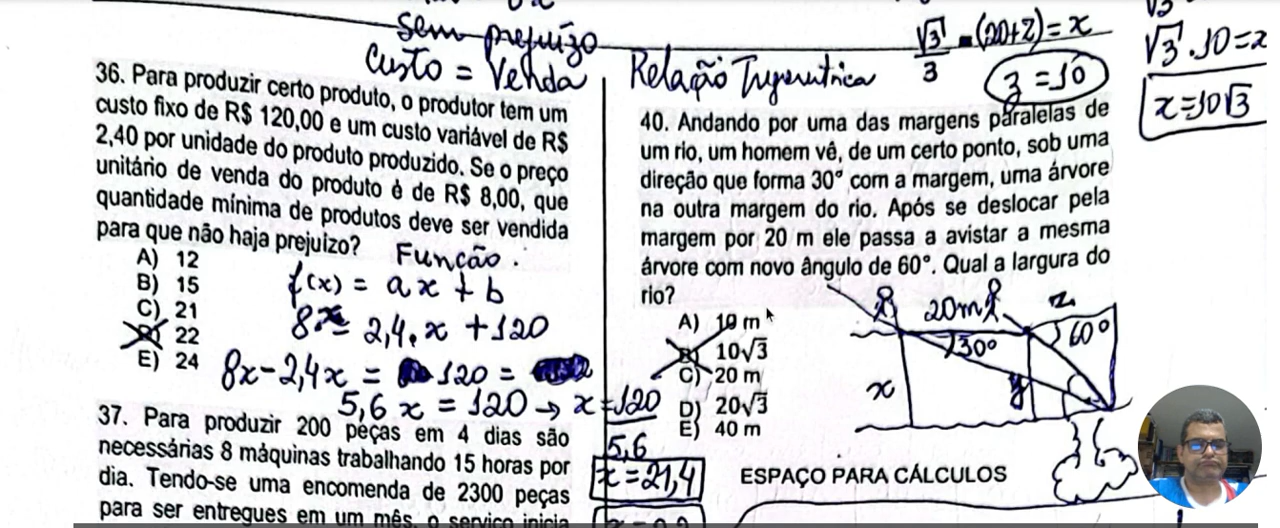 sem prejuízo
Custo = Venda
36. Para produzir certo produto, o produtor tem um
custo fixo de R$ 120,00 e um custo variável de R$
2,40 por unidade do produto produzido. Se o preço
unitário de venda do produto é de R$ 8,00, que
quantidade mínima de produtos deve ser vendida
para que não haja prejuízo?
Função.
A) 12
B) 15
C) 21
D) 22
E) 24
f(x) = ax + b
8x = 2,4.x + 120
8x - 2,4x = 120 =
5,6 x = 120 → x = 120
5,6
x = 21,4
37. Para produzir 200 peças em 4 dias são
necessárias 8 máquinas trabalhando 15 horas por
dia. Tendo-se uma encomenda de 2300 peças
para ser entregues em um mês, o serviço inicia
√3/3 = (20+z) = x
z = 10
√3
√3 . 10 = x
x = 10√3
Relação
40. Andando por uma das margens paralelas de
um rio, um homem vê, de um certo ponto, sob uma
direção que forma 30° com a margem, uma árvore
na outra margem do rio. Após se deslocar pela
margem por 20 m ele passa a avistar a mesma
árvore com novo ângulo de 60°. Qual a largura do
rio?
A) 10 m
B) 10√3
C) 20 m
D) 20√3
E) 40 m
20m
z
60°
30°
x
y
ESPAÇO PARA CÁLCULOS